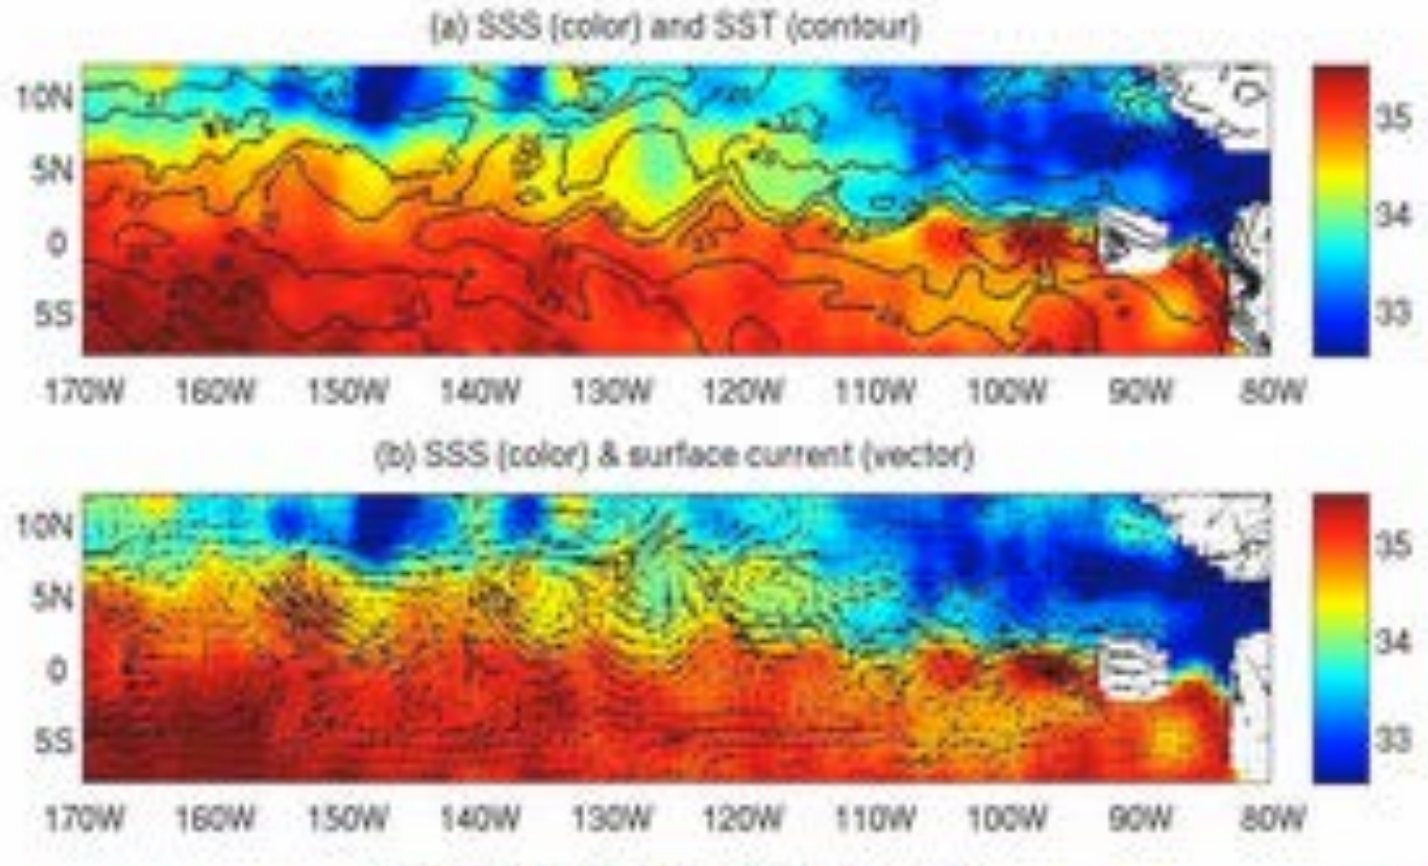 (a) SSS (color) and SST (contour)
10N
5N
0
5S
35
34
33
170W 160W 150W 140W 130W 120W 110W 100W 90W 80W
(b) SSS (color) & surface current (vector)
10N
5N
0
5S
35
34
33
170W 160W 150W 140W 130W 120W 110W 100W 90W 80W